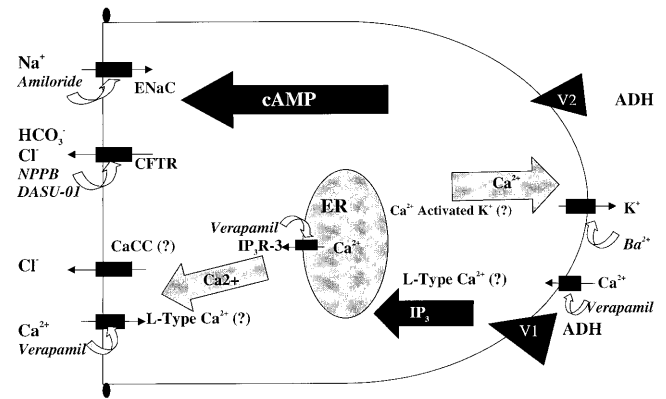 Na⁺
Amiloride
ENaC
cAMP
V2
ADH
HCO₃⁻
Cl⁻
NPPB
DASU-01
CFTR
Ca²⁺
Ca²⁺ Activated K⁺ (?)
K⁺
Ba²⁺
ER
Verapamil
IP₃R-3
Ca²⁺
CaCC (?)
Cl⁻
Ca2+
L-Type Ca²⁺ (?)
Ca²⁺
Verapamil
IP₃
V1
ADH
Ca²⁺
Verapamil
L-Type Ca²⁺ (?)